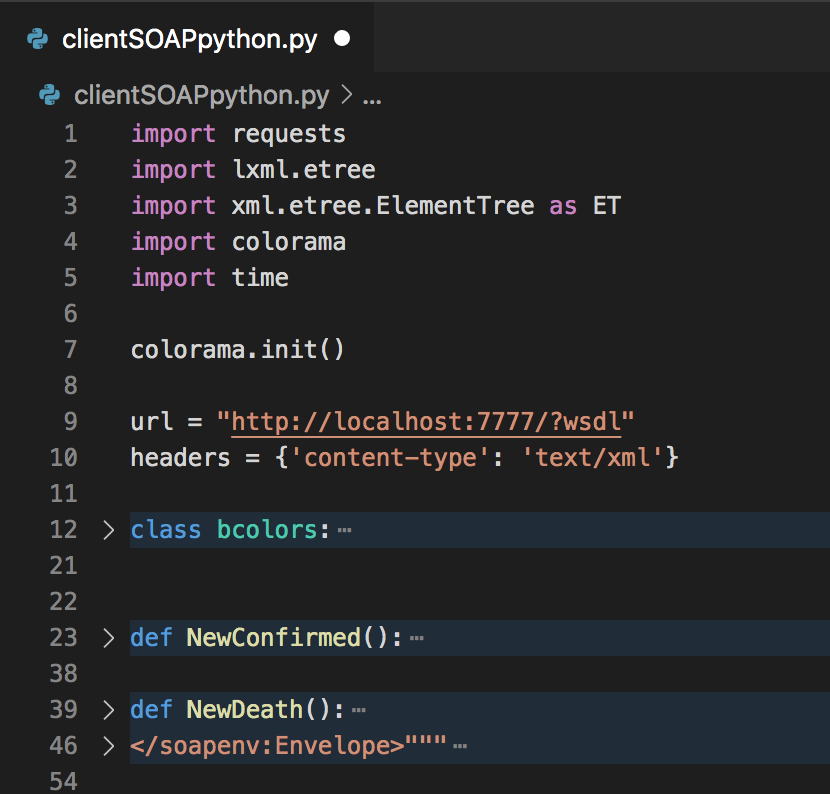 clientSOAPpython.py
clientSOAPpython.py > ...
1 import requests
2 import lxml.etree
3 import xml.etree.ElementTree as ET
4 import colorama
5 import time
6
7 colorama.init()
8
9 url = "http://localhost:7777/?wsdl"
10 headers = {'content-type': 'text/xml'}
11
12 > class bcolors: ⋯
21
22
23 > def NewConfirmed(): ⋯
38
39 > def NewDeath(): ⋯
46 > </soapenv:Envelope>""" ⋯
54